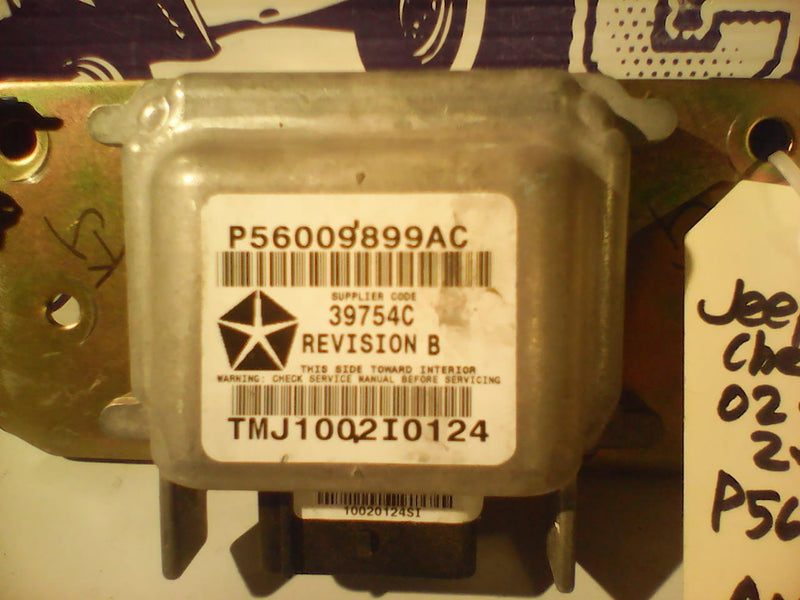 P56009899AC
SUPPLIER CODE
39754C
REVISION B
THIS SIDE TOWARD INTERIOR
WARNING: CHECK SERVICE MANUAL BEFORE SERVICING
TMJ1002I0124
10020124SI
Jeep
Che
02
P56